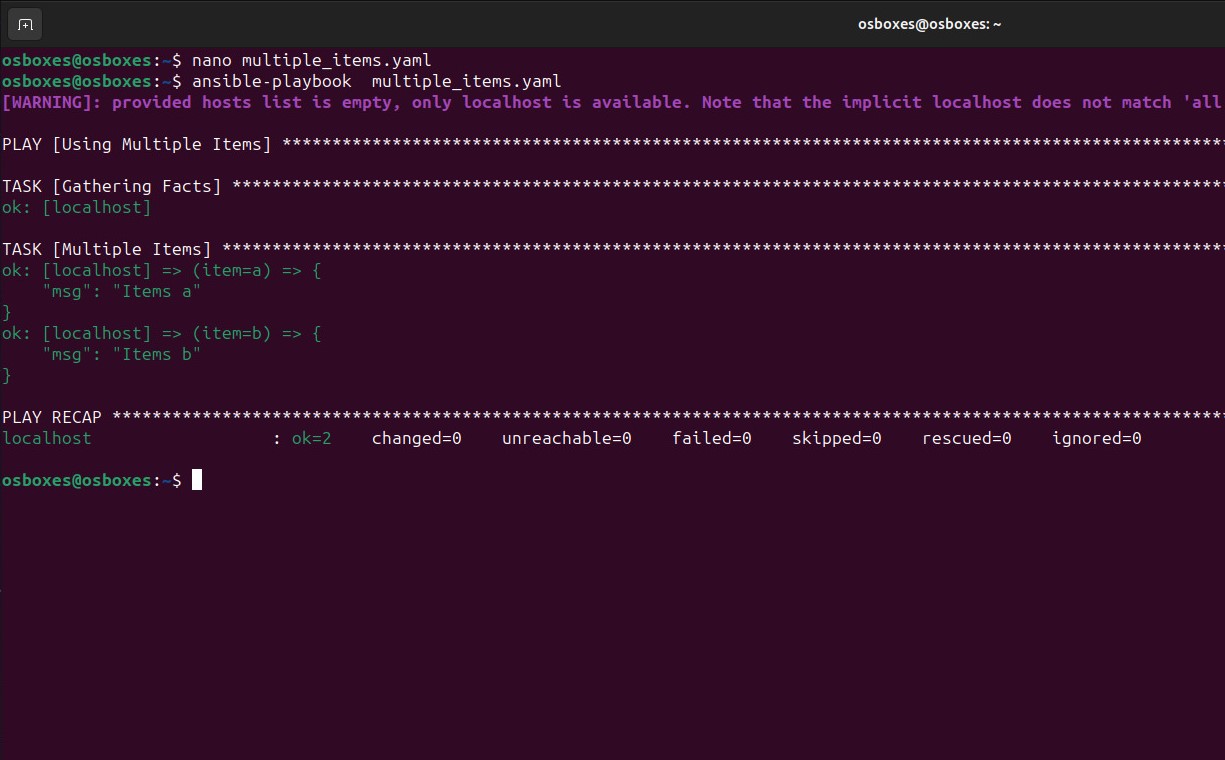 osboxes@osboxes: ~
osboxes@osboxes:~$ nano multiple_items.yaml
osboxes@osboxes:~$ ansible-playbook  multiple_items.yaml
[WARNING]: provided hosts list is empty, only localhost is available. Note that the implicit localhost does not match 'all
PLAY [Using Multiple Items] **********************************************************************************************
TASK [Gathering Facts] ***************************************************************************************************
ok: [localhost]
TASK [Multiple Items] ****************************************************************************************************
ok: [localhost] => (item=a) => {
    "msg": "Items a"
}
ok: [localhost] => (item=b) => {
    "msg": "Items b"
}
PLAY RECAP ***************************************************************************************************************
localhost                  : ok=2    changed=0    unreachable=0    failed=0    skipped=0    rescued=0    ignored=0
osboxes@osboxes:~$